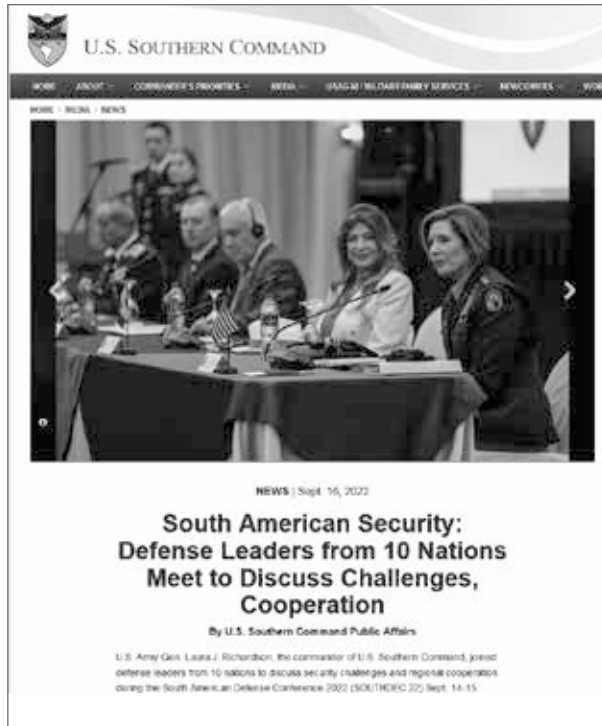 U.S. SOUTHERN COMMAND
HOME ABOUT COMMANDER'S PRIORITIES MEDIA USAGAD / MILITARY FAMILY SERVICES NEWCOMERS
HOME > MEDIA > NEWS
NEWS | Sept. 16, 2022
South American Security:
Defense Leaders from 10 Nations
Meet to Discuss Challenges,
Cooperation
By U.S. Southern Command Public Affairs
U.S. Army Gen. Laura J. Richardson, the commander of U.S. Southern Command, joined
defense leaders from 10 nations to discuss security challenges and regional cooperation
during the South American Defense Conference 2022 (SOUTHDEC 22) Sept. 14-15.